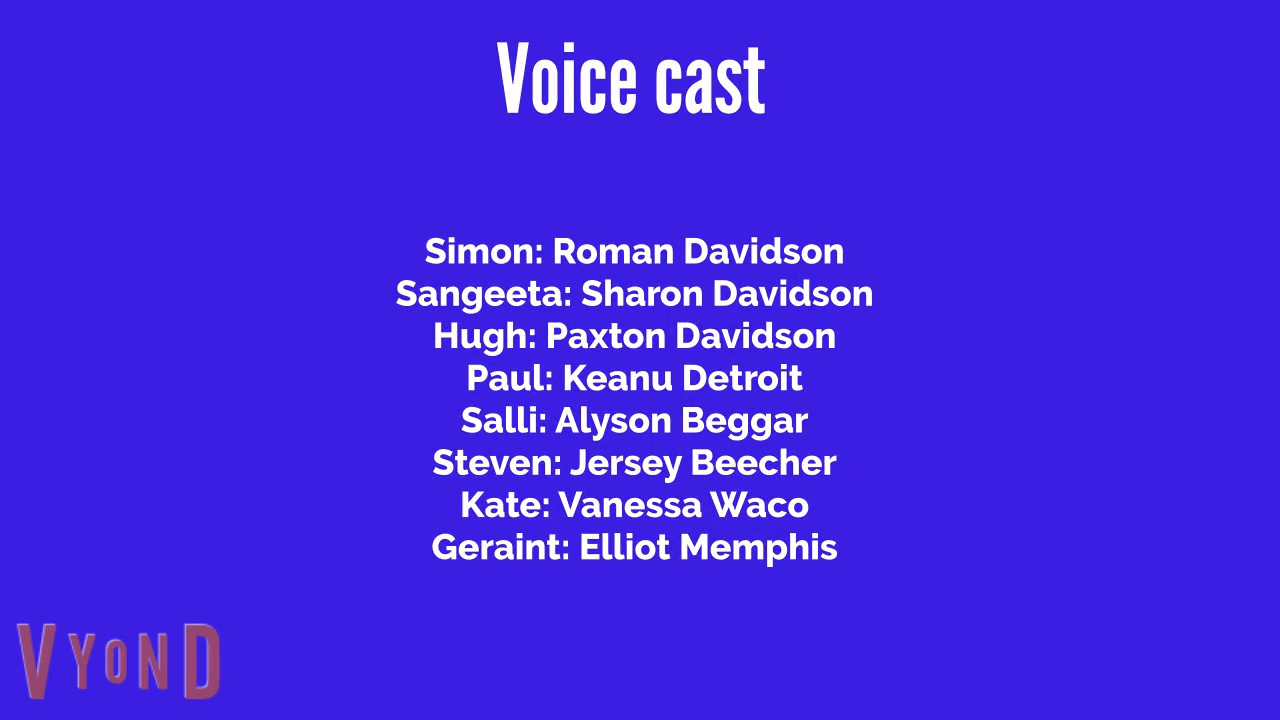 Voice cast
Simon: Roman Davidson
Sangeeta: Sharon Davidson
Hugh: Paxton Davidson
Paul: Keanu Detroit
Salli: Alyson Beggar
Steven: Jersey Beecher
Kate: Vanessa Waco
Geraint: Elliot Memphis
VYOND